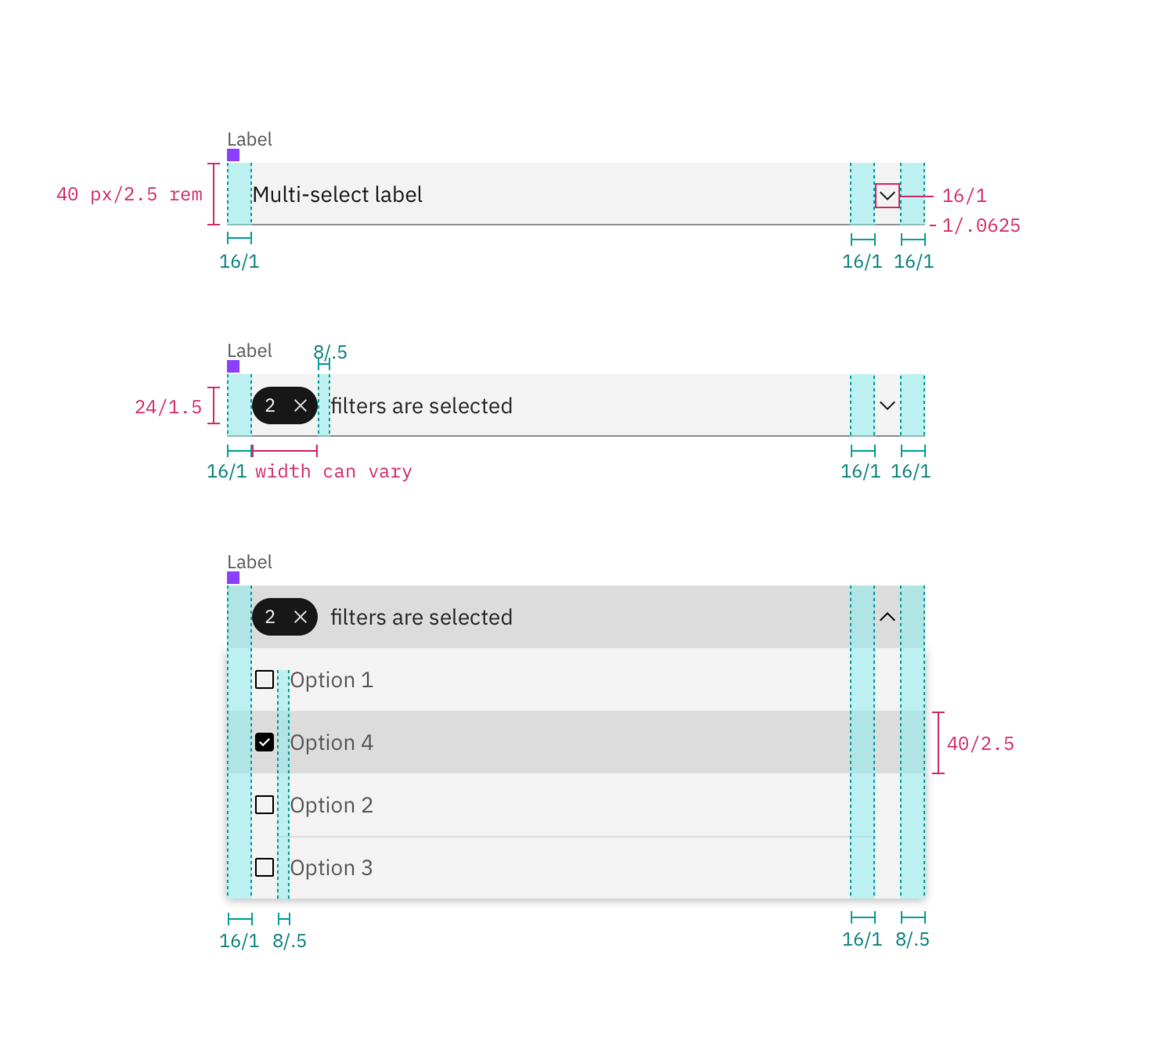 Label
40 px/2.5 rem
Multi-select label
16/1
1/.0625
16/1
16/1
16/1
Label
8/.5
24/1.5
2
filters are selected
16/1
width can vary
16/1
16/1
Label
2
filters are selected
Option 1
Option 4
40/2.5
Option 2
Option 3
16/1
8/.5
16/1
8/.5